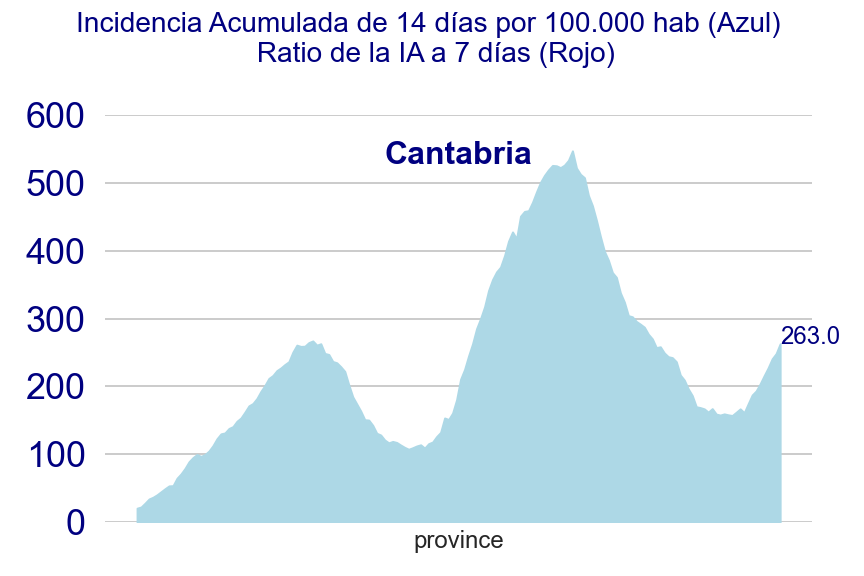 Incidencia Acumulada de 14 días por 100.000 hab (Azul)
Ratio de la IA a 7 días (Rojo)
600
Cantabria
500
400
300
263.0
200
100
0
province